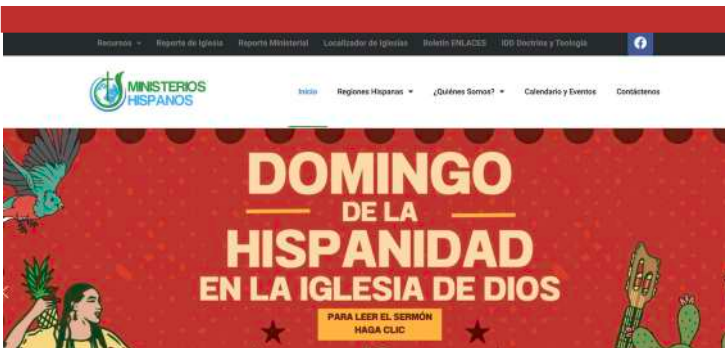 Recursos Reporte de Iglesia Reporte Ministerial Localizador de Iglesias Boletín ENLACES IDD Doctrina y Teología
MINISTERIOS
HISPANOS
Inicio Regiones Hispanas ¿Quiénes Somos? Calendario y Eventos Contáctenos
DOMINGO
DE LA
HISPANIDAD
EN LA IGLESIA DE DIOS
PARA LEER EL SERMÓN
HAGA CLIC